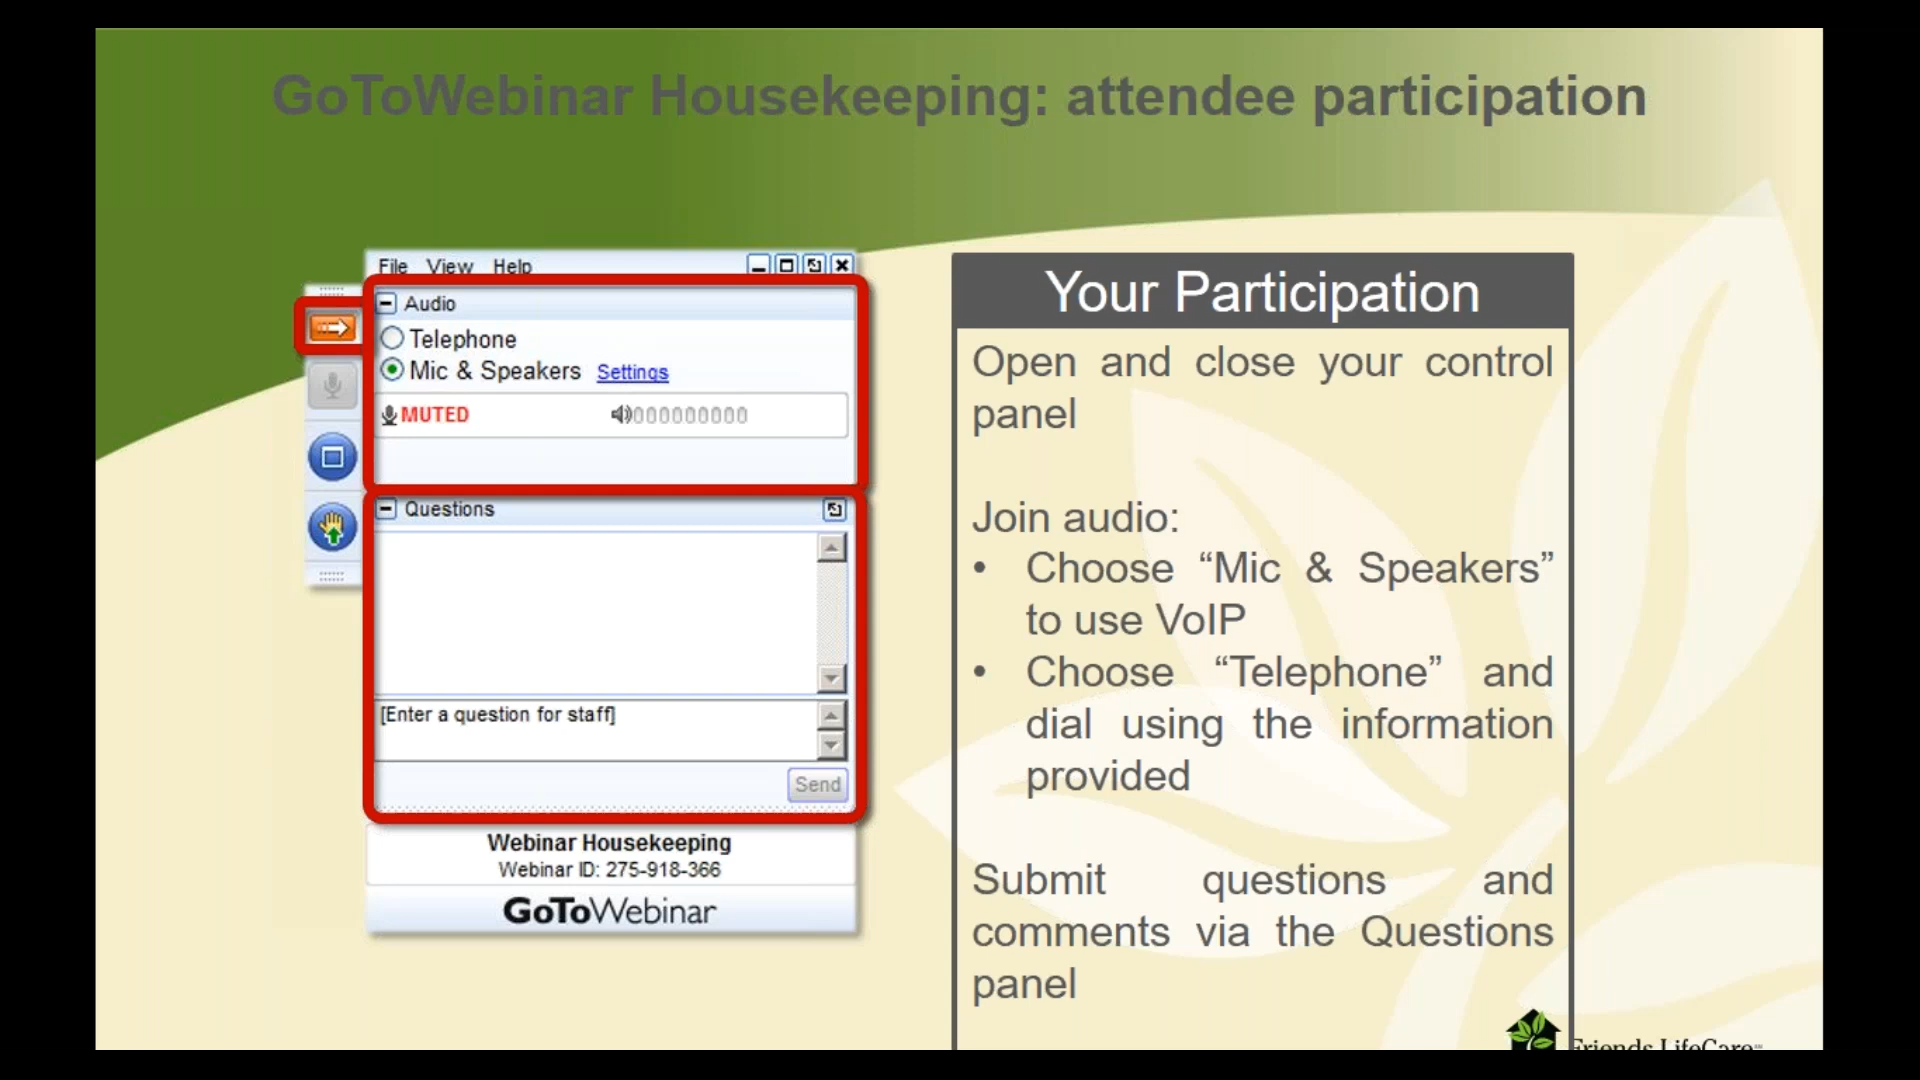 GoToWebinar Housekeeping: attendee participation
File View Help
Audio
Telephone
Mic & Speakers Settings
MUTED
000000000
Questions
[Enter a question for staff]
Send
Webinar Housekeeping
Webinar ID: 275-918-366
GoToWebinar
Your Participation
Open and close your control
panel
Join audio:
• Choose “Mic & Speakers”
to use VoIP
• Choose “Telephone” and
dial using the information
provided
Submit questions and
comments via the Questions
panel
Friends LifeCare